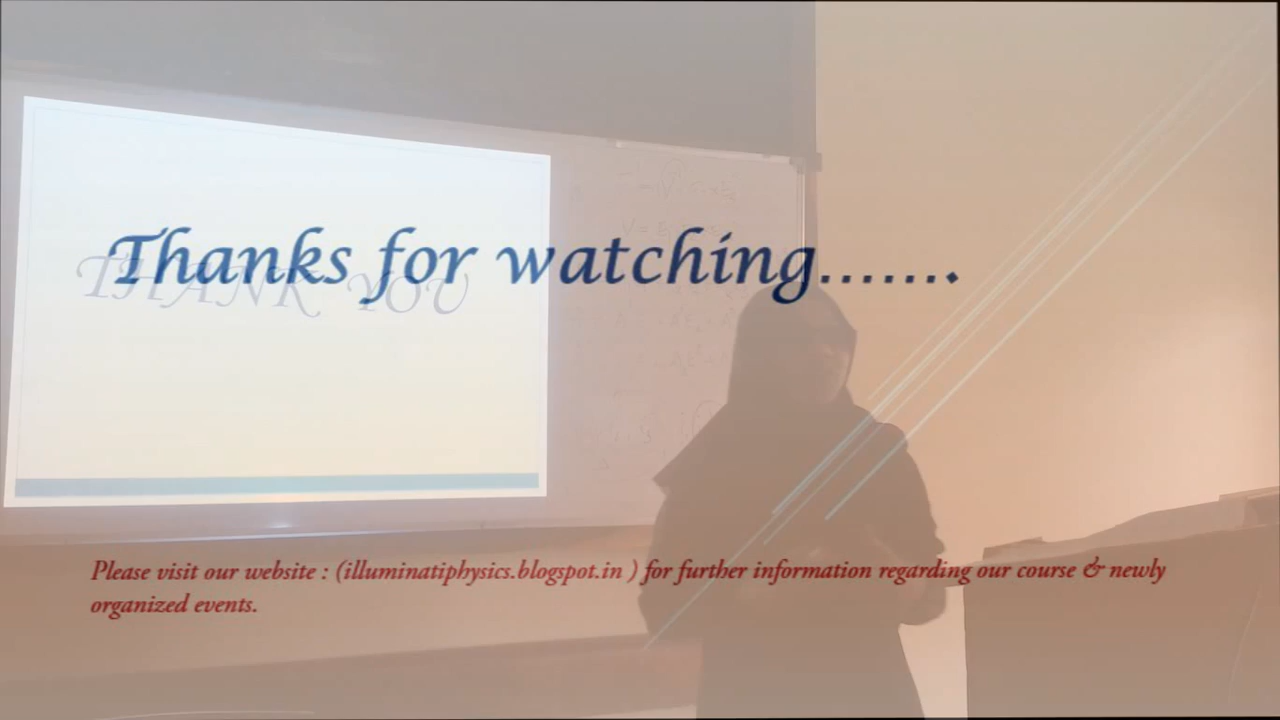 Thanks for watching.......
THANK YOU
Please visit our website : (illuminatiphysics.blogspot.in ) for further information regarding our course & newly
organized events.